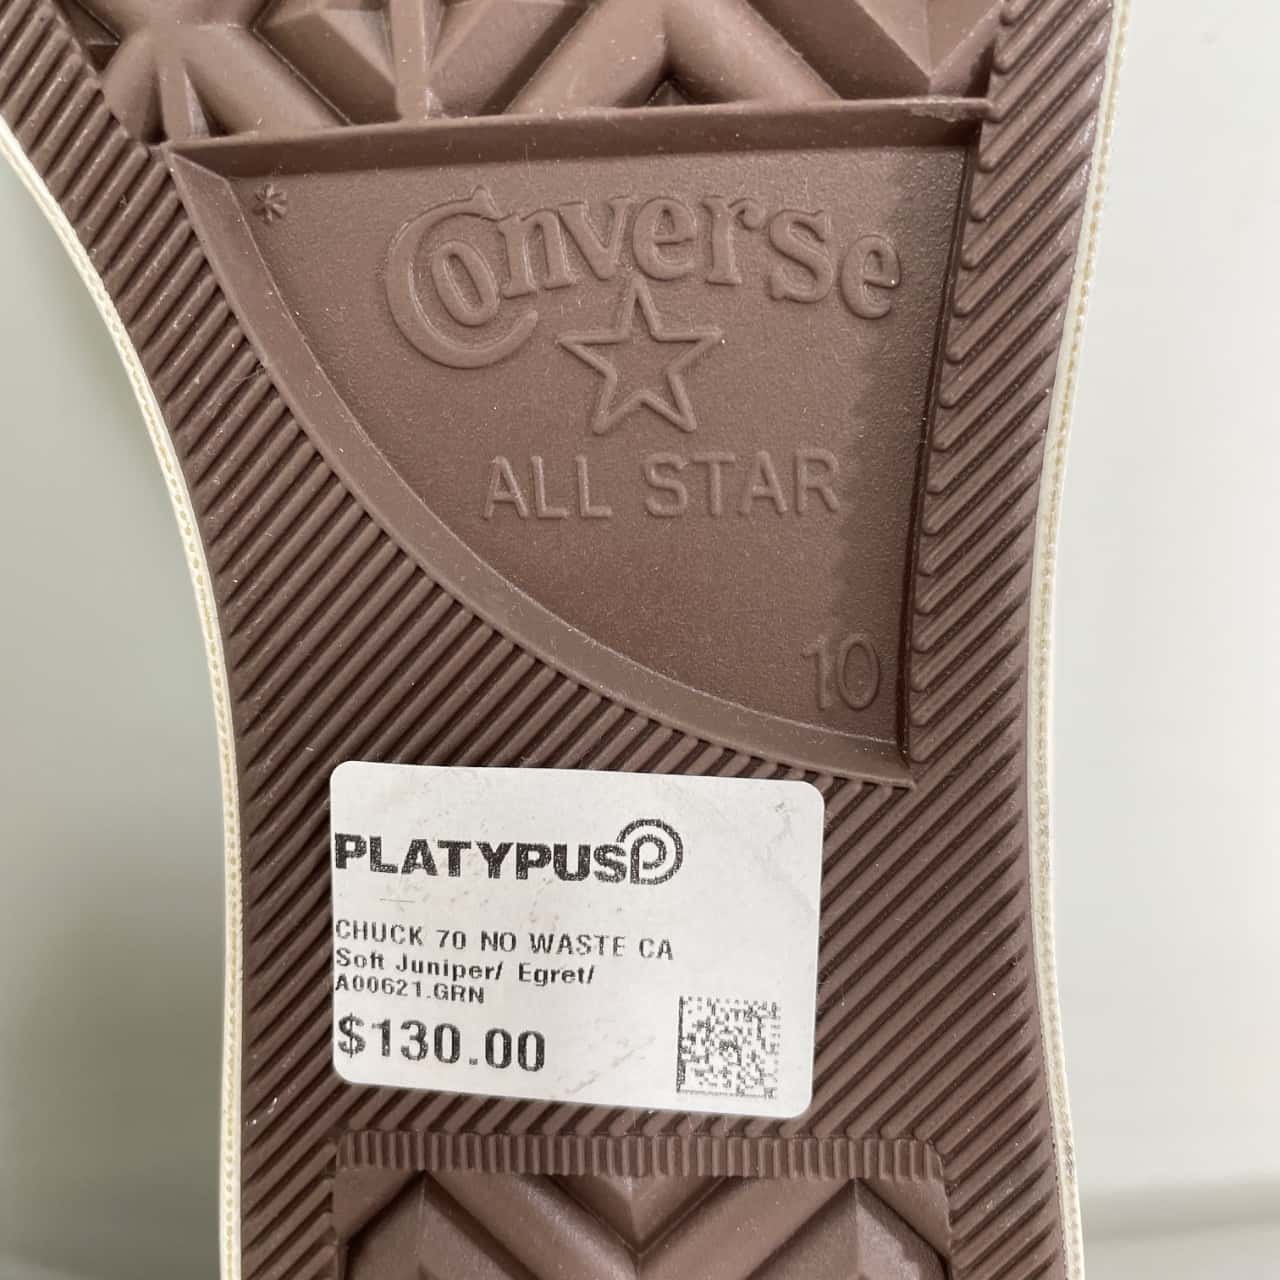 *
Converse
ALL STAR
10
PLATYPUS
CHUCK 70 NO WASTE CA
Soft Juniper/ Egret/
A00621.GRN
$130.00